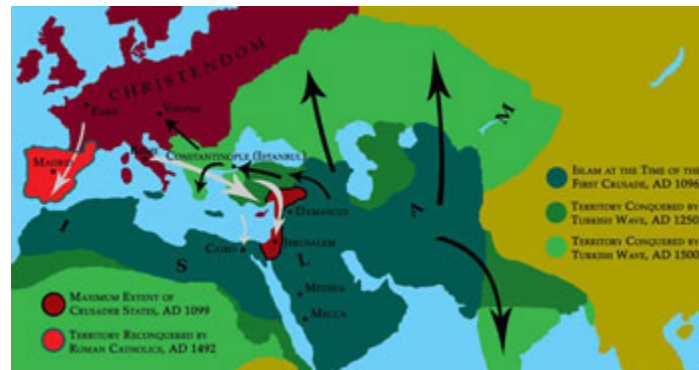 CHRISTENDOM
PARIS
VIENNA
MADRID
ROME
CONSTANTINOPLE (ISTANBUL)
DAMASCUS
JERUSALEM
CAIRO
MEDINA
MECCA
I S L A M
ISLAM AT THE TIME OF THE
FIRST CRUSADE, AD 1096
TERRITORY CONQUERED BY
TURKISH WAVE, AD 1250
TERRITORY CONQUERED BY
TURKISH WAVE, AD 1500
MAXIMUM EXTENT OF
CRUSADER STATES, AD 1099
TERRITORY RECONQUERED BY
ROMAN CATHOLICS, AD 1492